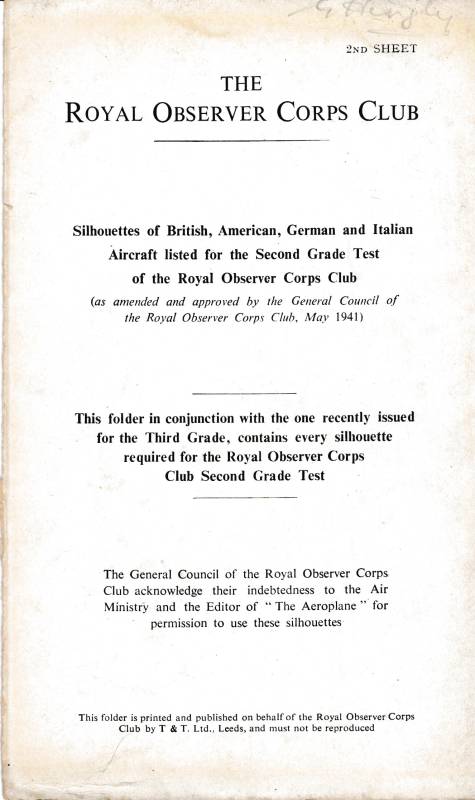 2ND SHEET
THE
ROYAL OBSERVER CORPS CLUB
Silhouettes of British, American, German and Italian
Aircraft listed for the Second Grade Test
of the Royal Observer Corps Club
(as amended and approved by the General Council of
the Royal Observer Corps Club, May 1941)
This folder in conjunction with the one recently issued
for the Third Grade, contains every silhouette
required for the Royal Observer Corps
Club Second Grade Test
The General Council of the Royal Observer Corps
Club acknowledge their indebtedness to the Air
Ministry and the Editor of “ The Aeroplane ” for
permission to use these silhouettes
This folder is printed and published on behalf of the Royal Observer Corps
Club by T & T. Ltd., Leeds, and must not be reproduced